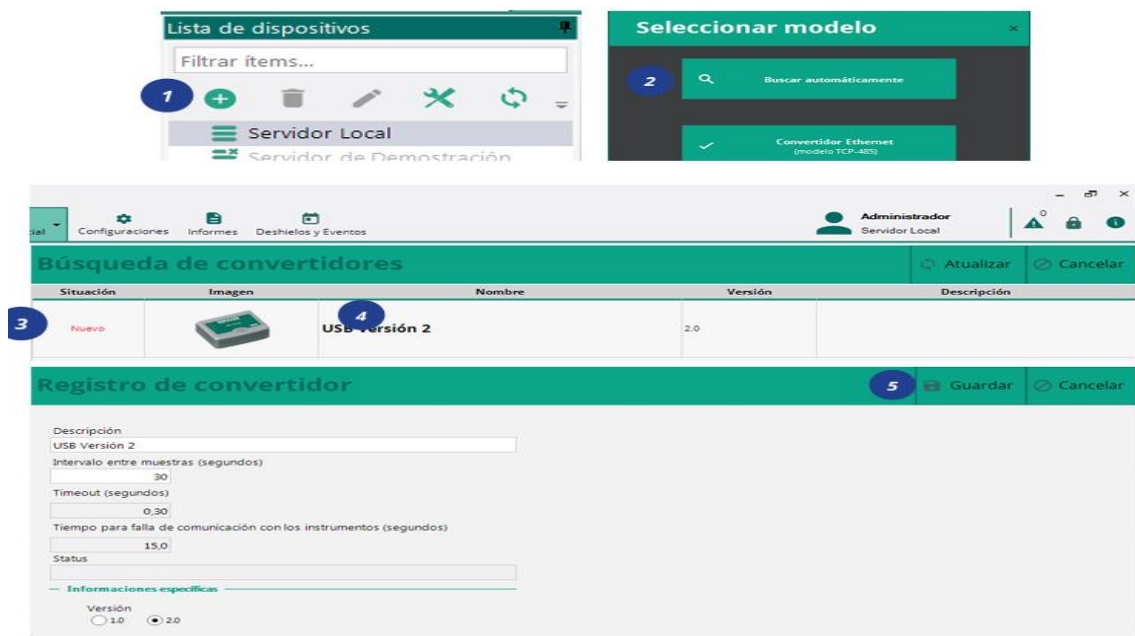 Lista de dispositivos
Filtrar ítems...
1
Servidor Local
Servidor de Demostración
Seleccionar modelo
2
Buscar automáticamente
Convertidor Ethernet
(modelo TCP-485)
Configuraciones
Informes
Deshielos y Eventos
Administrador
Servidor Local
0
Búsqueda de convertidores
Atualizar
Cancelar
Situación
Imagen
Nombre
Versión
Descripción
3
Nuevo
4
USB Versión 2
2.0
Registro de convertidor
5
Guardar
Cancelar
Descripción
USB Versión 2
Intervalo entre muestras (segundos)
30
Timeout (segundos)
0,30
Tiempo para falla de comunicación con los instrumentos (segundos)
15,0
Status
Informaciones específicas
Versión
1.0
2.0